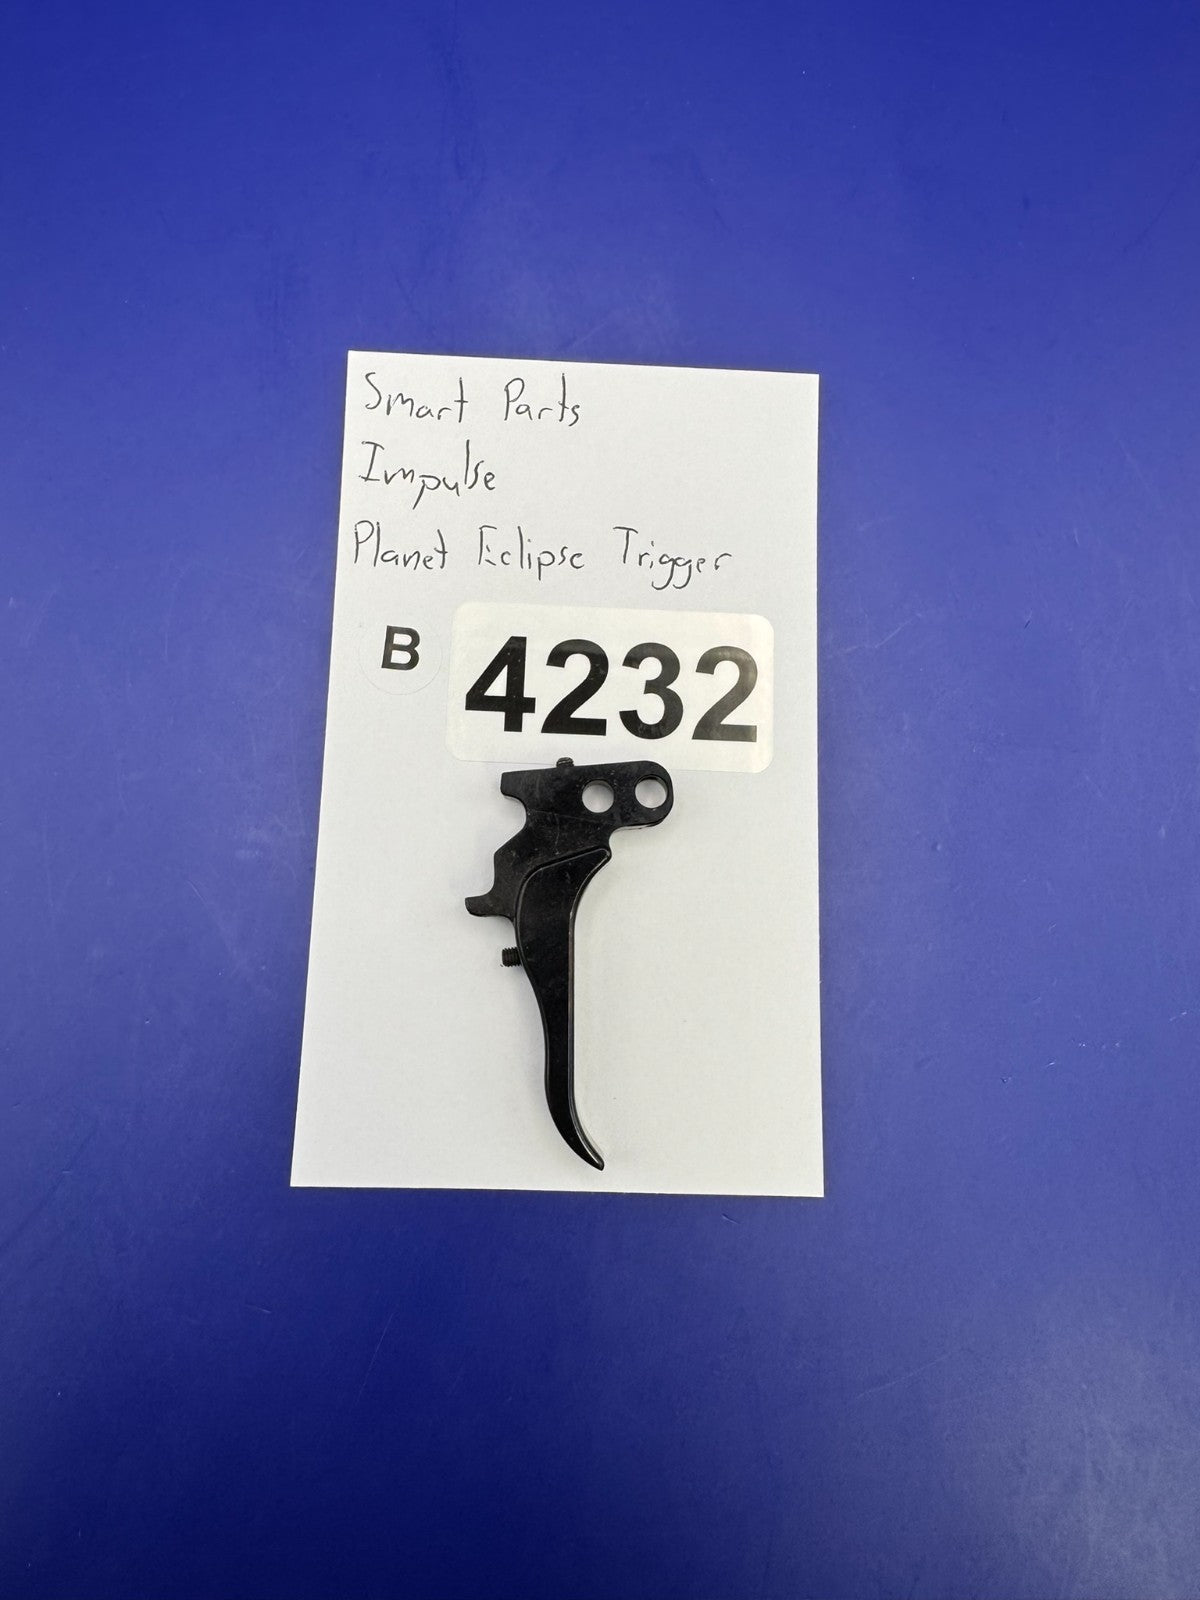 Smart Parts
Impulse
Planet Eclipse Trigger
B 4232